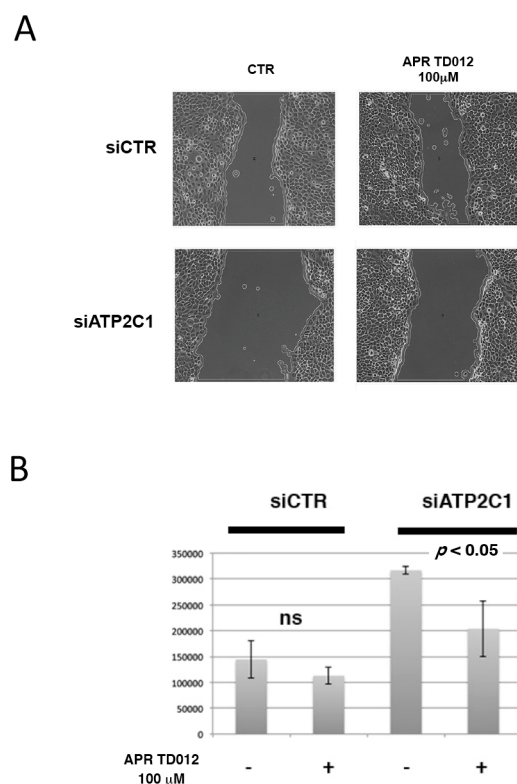 A
CTR
APR TD012
100μM
siCTR
siATP2C1
B
siCTR
siATP2C1
p < 0.05
ns
350000
300000
250000
200000
150000
100000
50000
0
APR TD012
100 μM
- + - +